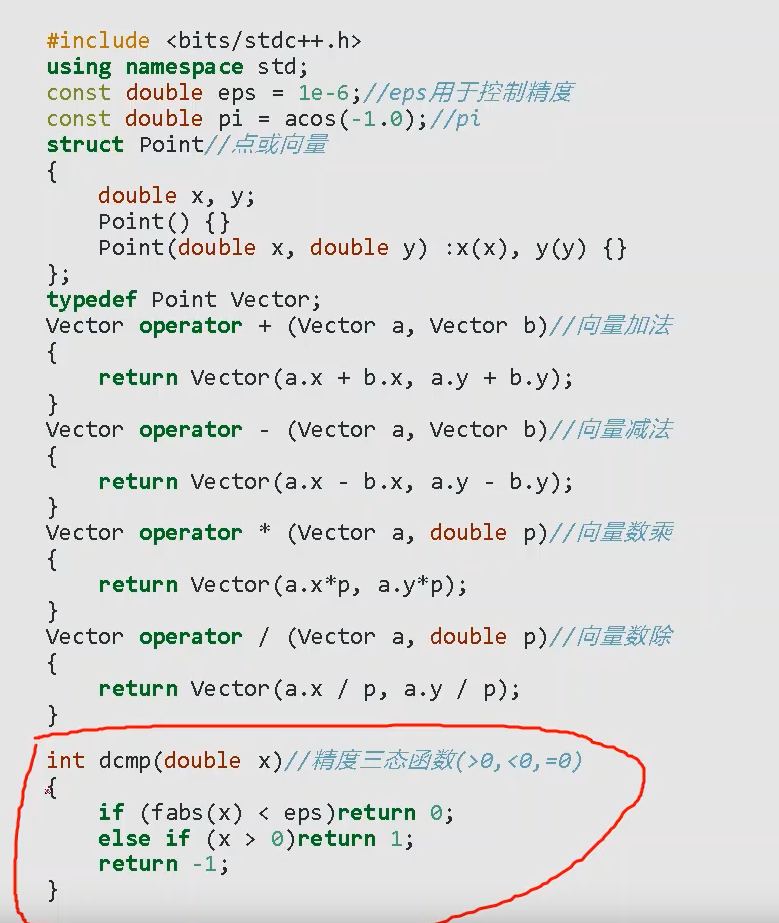 #include <bits/stdc++.h>
using namespace std;
const double eps = 1e-6;//eps用于控制精度
const double pi = acos(-1.0);//pi
struct Point//点或向量
{
    double x, y;
    Point() {}
    Point(double x, double y) :x(x), y(y) {}
};
typedef Point Vector;
Vector operator + (Vector a, Vector b)//向量加法
{
    return Vector(a.x + b.x, a.y + b.y);
}
Vector operator - (Vector a, Vector b)//向量减法
{
    return Vector(a.x - b.x, a.y - b.y);
}
Vector operator * (Vector a, double p)//向量数乘
{
    return Vector(a.x*p, a.y*p);
}
Vector operator / (Vector a, double p)//向量数除
{
    return Vector(a.x / p, a.y / p);
}
int dcmp(double x)//精度三态函数(>0,<0,=0)
{
    if (fabs(x) < eps)return 0;
    else if (x > 0)return 1;
    return -1;
}